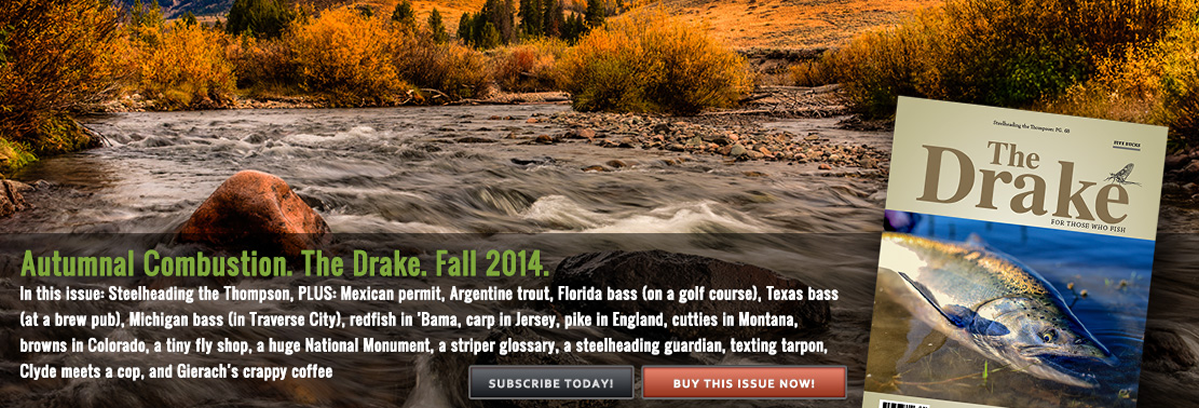 Steelheading the Thompson: PG. 68
FIVE BUCKS
The
Drake
FOR THOSE WHO FISH
Autumnal Combustion. The Drake. Fall 2014.
In this issue: Steelheading the Thompson, PLUS: Mexican permit, Argentine trout, Florida bass (on a golf course), Texas bass
(at a brew pub), Michigan bass (in Traverse City), redfish in 'Bama, carp in Jersey, pike in England, cutties in Montana,
browns in Colorado, a tiny fly shop, a huge National Monument, a striper glossary, a steelheading guardian, texting tarpon,
Clyde meets a cop, and Gierach's crappy coffee
SUBSCRIBE TODAY!
BUY THIS ISSUE NOW!